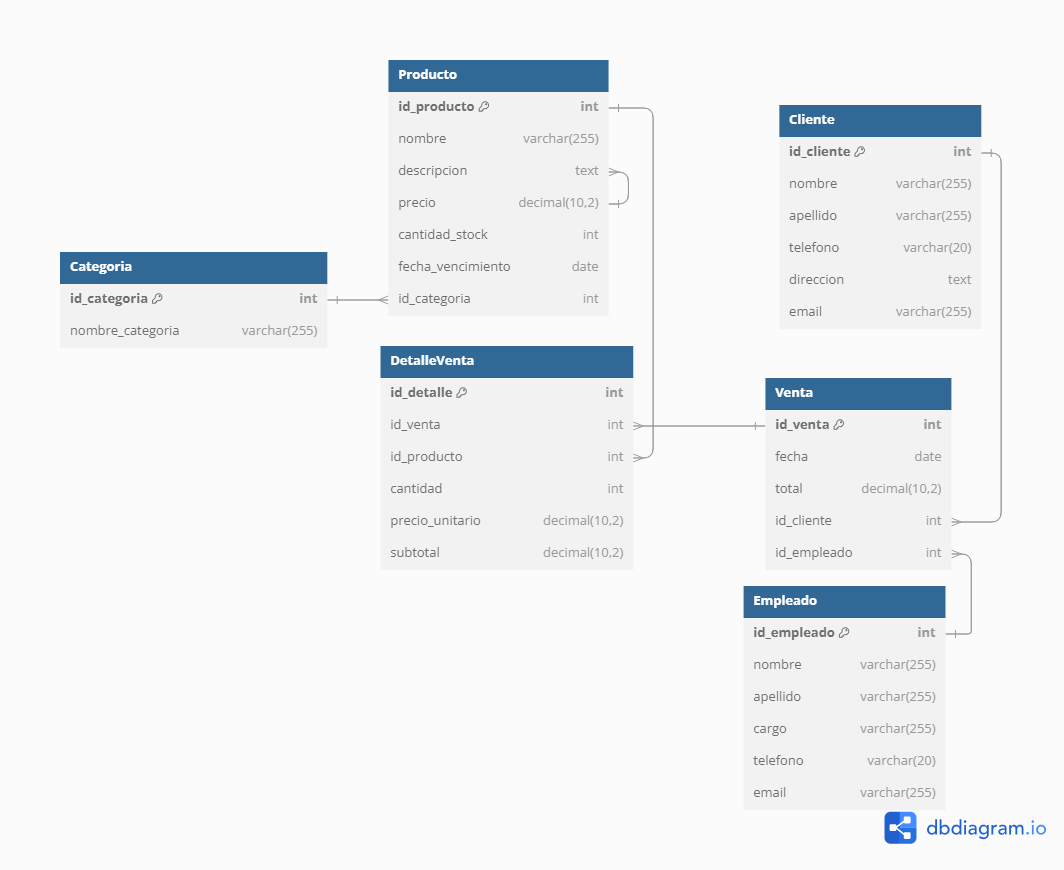 Producto
id_producto int
nombre varchar(255)
descripcion text
precio decimal(10,2)
cantidad_stock int
fecha_vencimiento date
id_categoria int
Cliente
id_cliente int
nombre varchar(255)
apellido varchar(255)
telefono varchar(20)
direccion text
email varchar(255)
Categoria
id_categoria int
nombre_categoria varchar(255)
DetalleVenta
id_detalle int
id_venta int
id_producto int
cantidad int
precio_unitario decimal(10,2)
subtotal decimal(10,2)
Venta
id_venta int
fecha date
total decimal(10,2)
id_cliente int
id_empleado int
Empleado
id_empleado int
nombre varchar(255)
apellido varchar(255)
cargo varchar(255)
telefono varchar(20)
email varchar(255)
dbdiagram.io